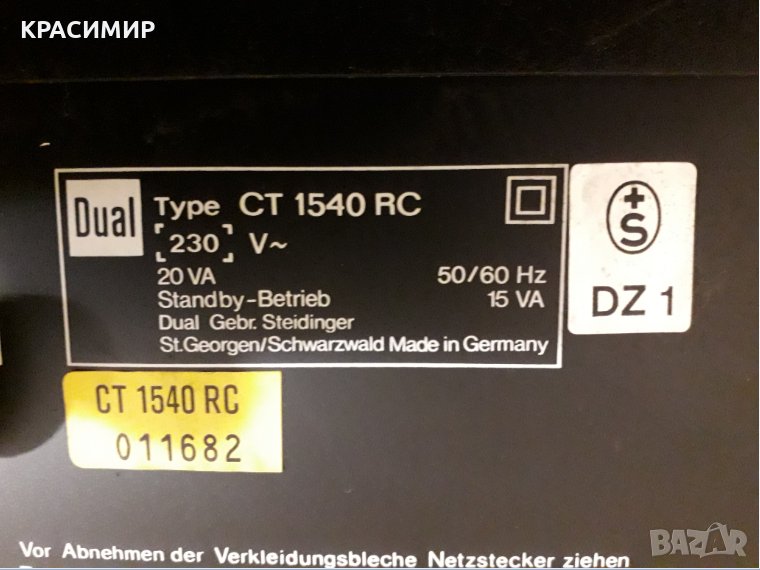 КРАСИМИР
Dual
Type CT 1540 RC
[230] V~
20 VA 50/60 Hz
Standby-Betrieb 15 VA
Dual Gebr. Steidinger
St.Georgen/Schwarzwald Made in Germany
+
S
DZ 1
CT 1540 RC
011682
Vor Abnehmen der Verkleidungsbleche Netzstecker ziehen
BAZAR